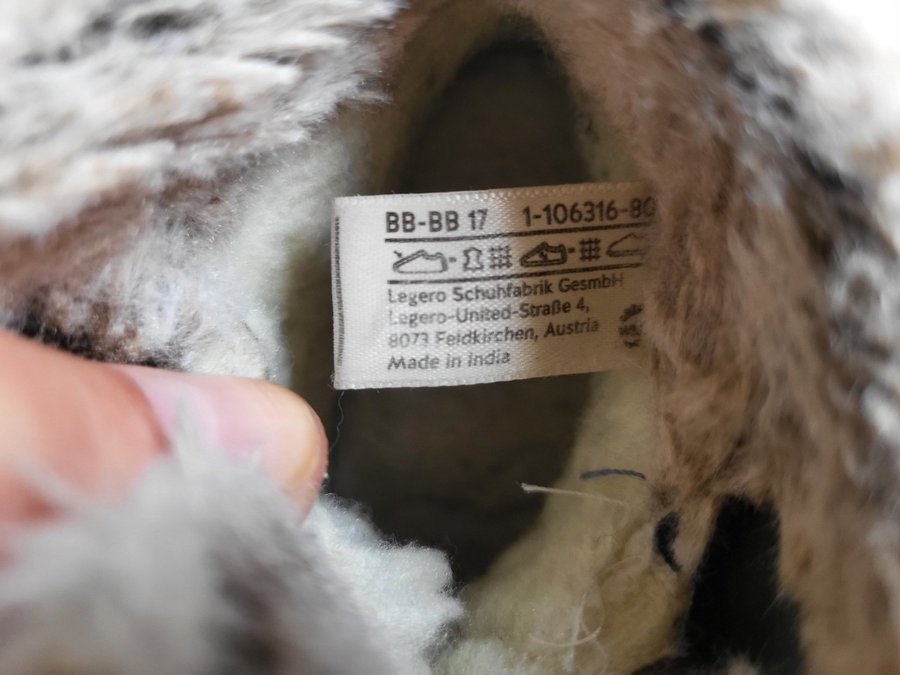 BB-BB 17 1-106316-80
Legero Schuhfabrik GesmbH
Legero-United-Straße 4,
8073 Feldkirchen, Austria
Made in India